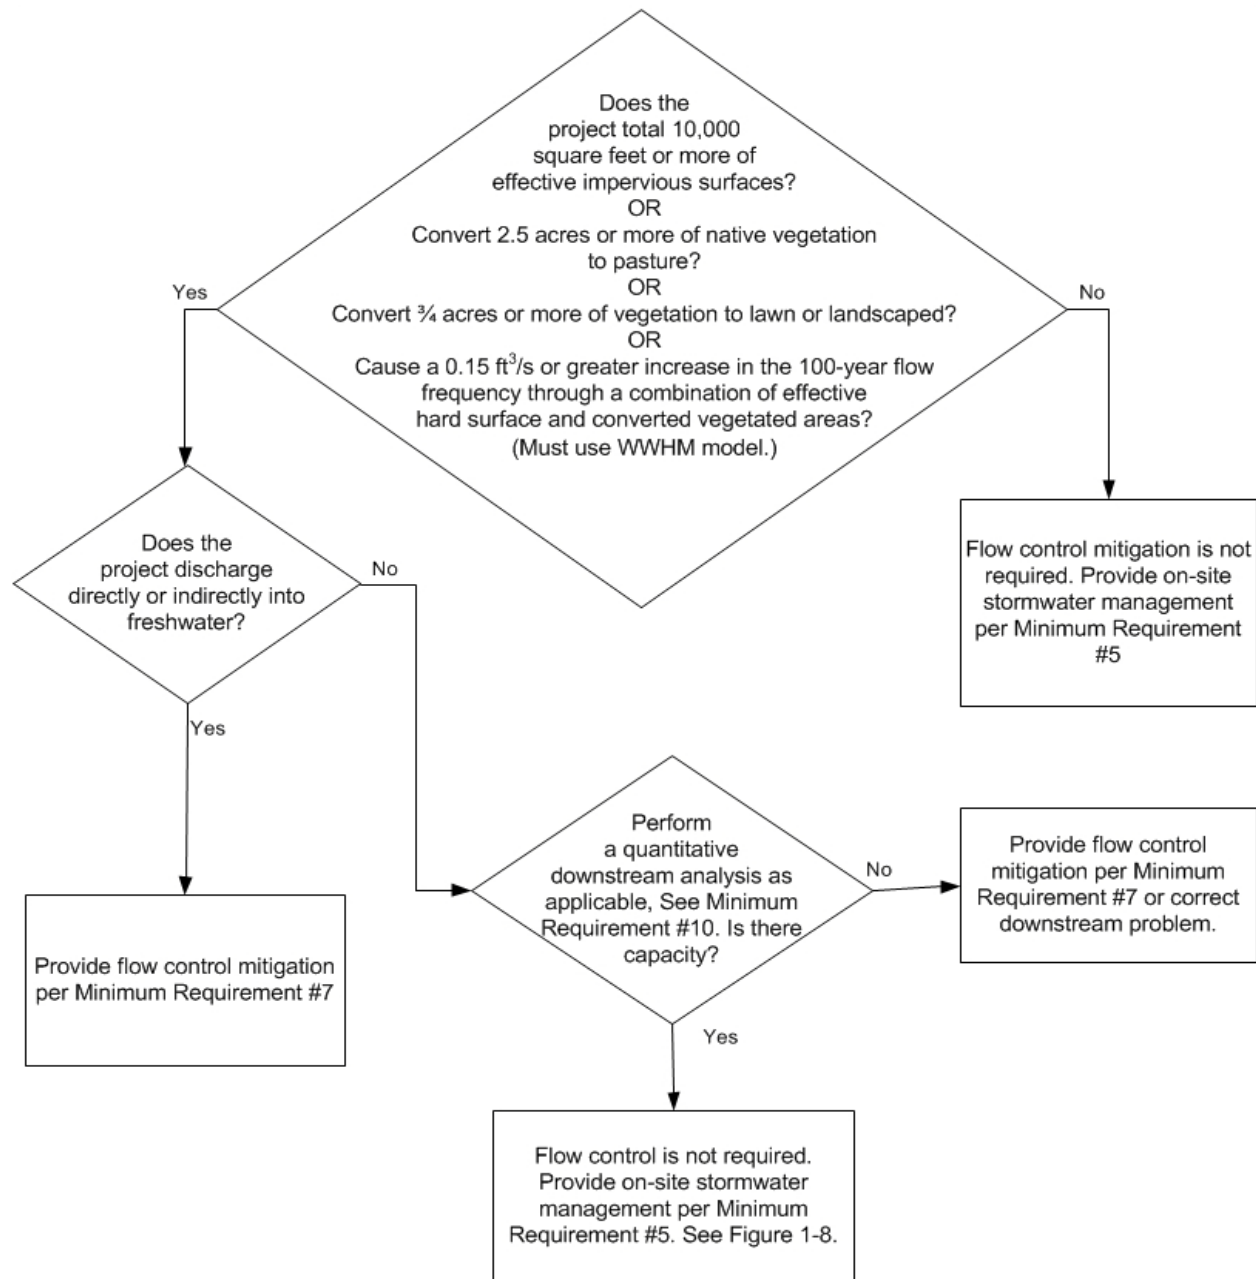 Does the
project total 10,000
square feet or more of
effective impervious surfaces?
OR
Convert 2.5 acres or more of native vegetation
to pasture?
OR
Convert ¾ acres or more of vegetation to lawn or landscaped?
OR
Cause a 0.15 ft³/s or greater increase in the 100-year flow
frequency through a combination of effective
hard surface and converted vegetated areas?
(Must use WWHM model.)
Yes
No
Does the
project discharge
directly or indirectly into
freshwater?
No
Yes
Flow control mitigation is not
required. Provide on-site
stormwater management
per Minimum Requirement
#5
Perform
a quantitative
downstream analysis as
applicable, See Minimum
Requirement #10. Is there
capacity?
No
Yes
Provide flow control
mitigation per Minimum
Requirement #7 or correct
downstream problem.
Provide flow control mitigation
per Minimum Requirement #7
Flow control is not required.
Provide on-site stormwater
management per Minimum
Requirement #5. See Figure 1-8.